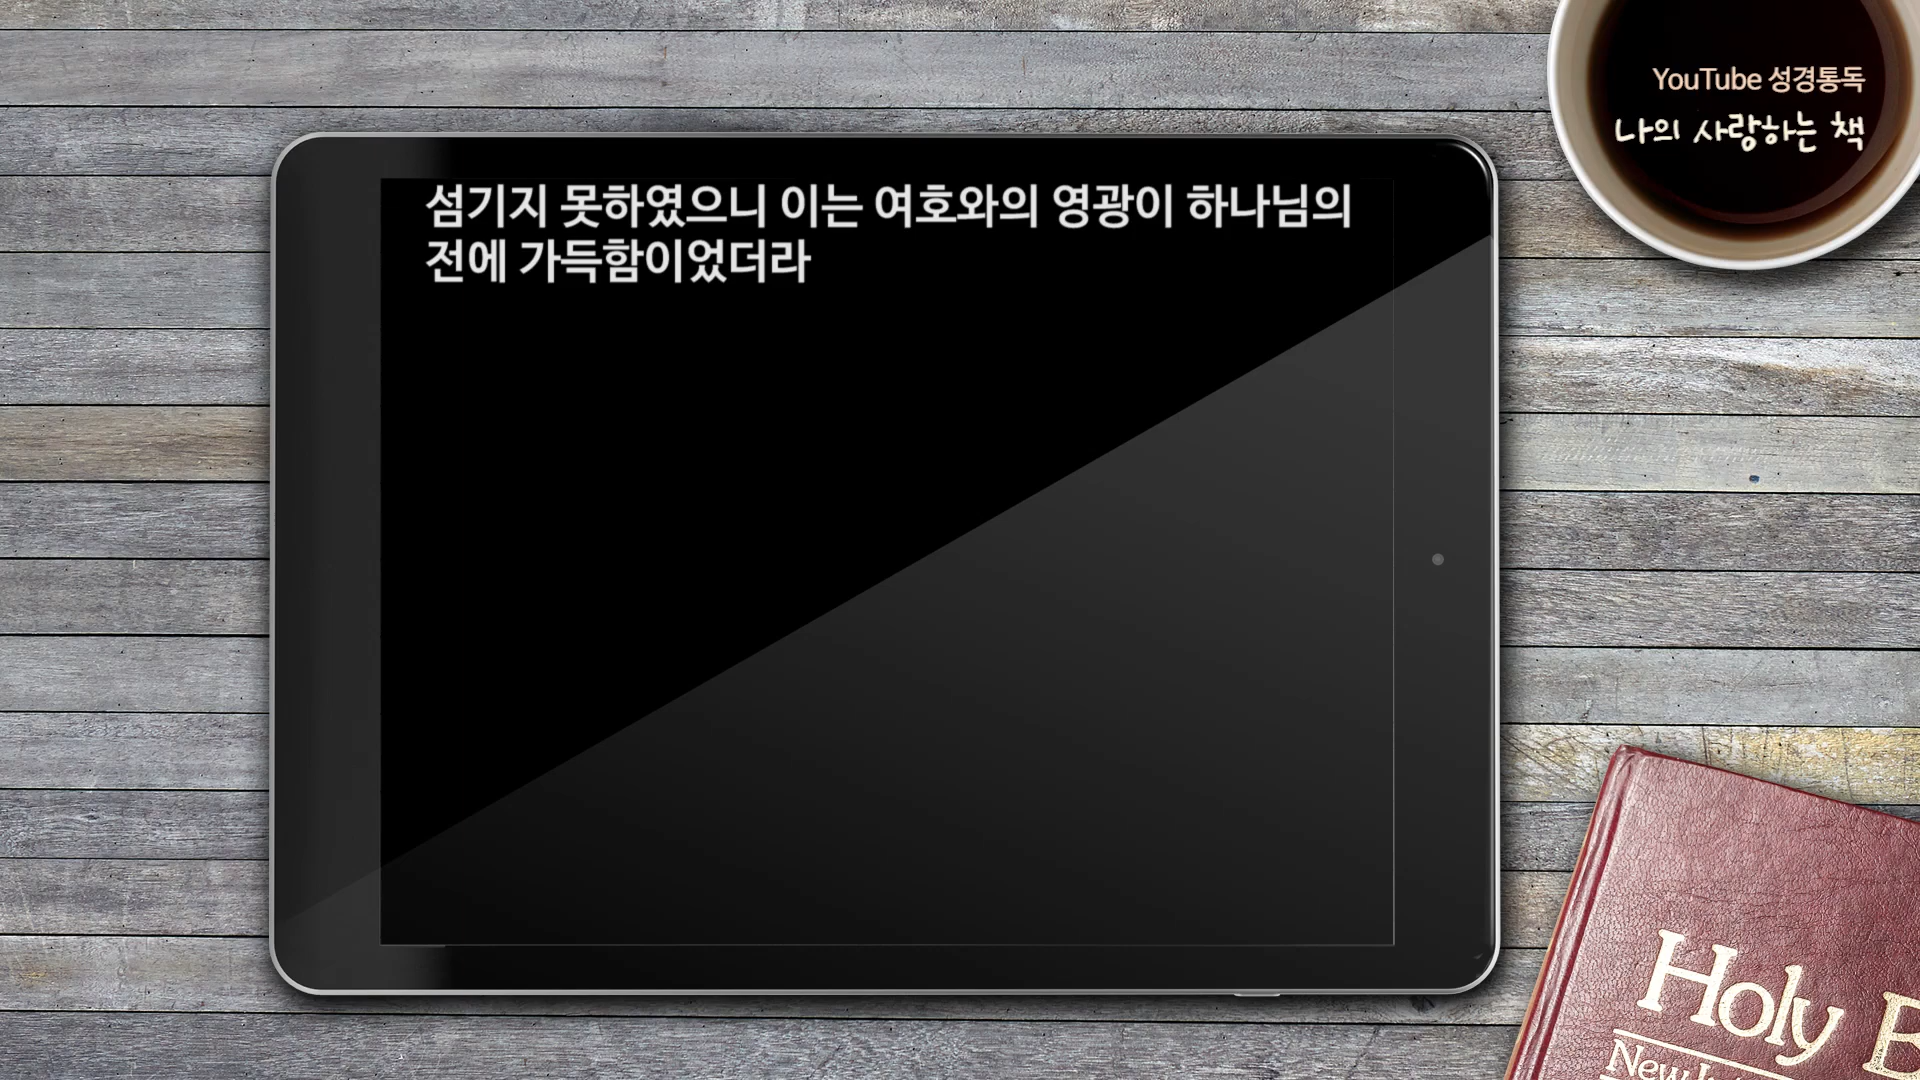 YouTube 성경통독
나의 사랑하는 책
섬기지 못하였으니 이는 여호와의 영광이 하나님의
전에 가득함이었더라
Holy B
New